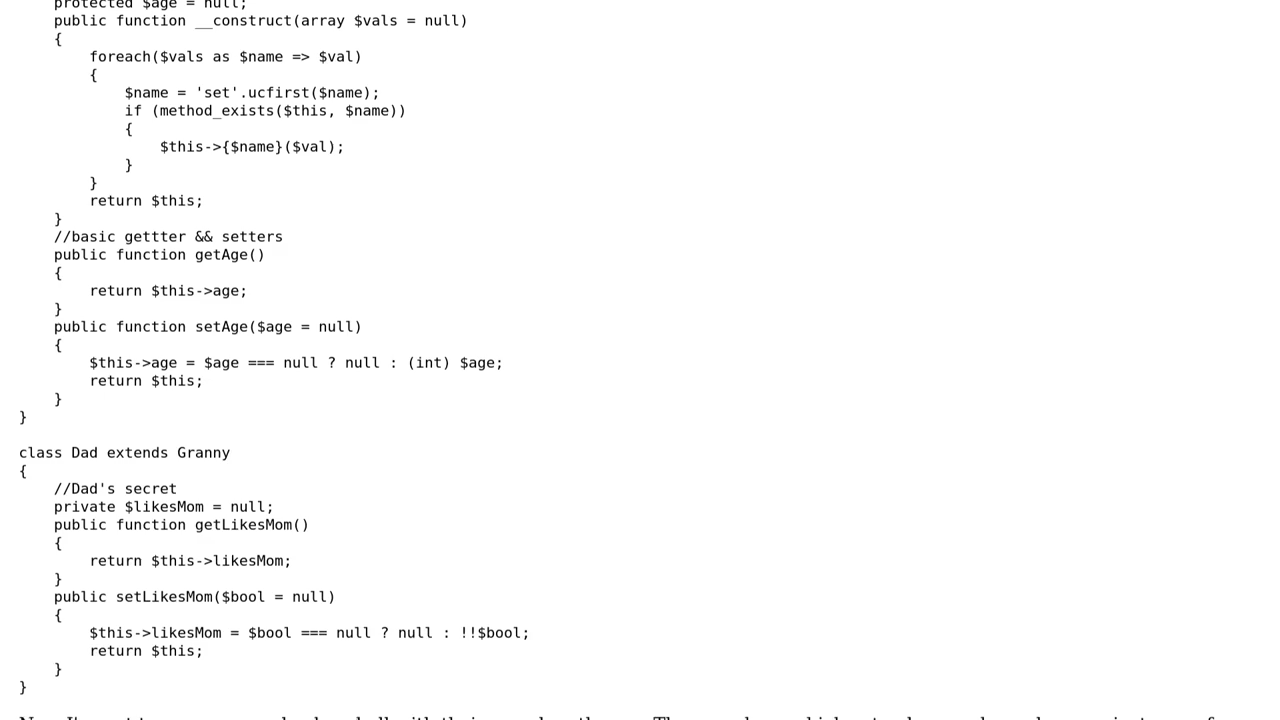 protected $age = null;
public function __construct(array $vals = null)
{
foreach($vals as $name => $val)
{
$name = 'set'.ucfirst($name);
if (method_exists($this, $name))
{
$this->{$name}($val);
}
}
return $this;
}
//basic gettter && setters
public function getAge()
{
return $this->age;
}
public function setAge($age = null)
{
$this->age = $age === null ? null : (int) $age;
return $this;
}
}
class Dad extends Granny
{
//Dad's secret
private $likesMom = null;
public function getLikesMom()
{
return $this->likesMom;
}
public setLikesMom($bool = null)
{
$this->likesMom = $bool === null ? null : !!$bool;
return $this;
}
}